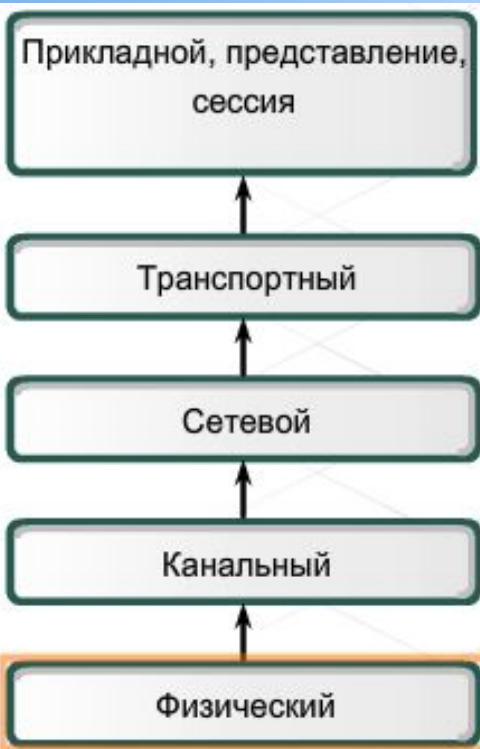 Прикладной, представление,
сессия
Транспортный
Сетевой
Канальный
Физический